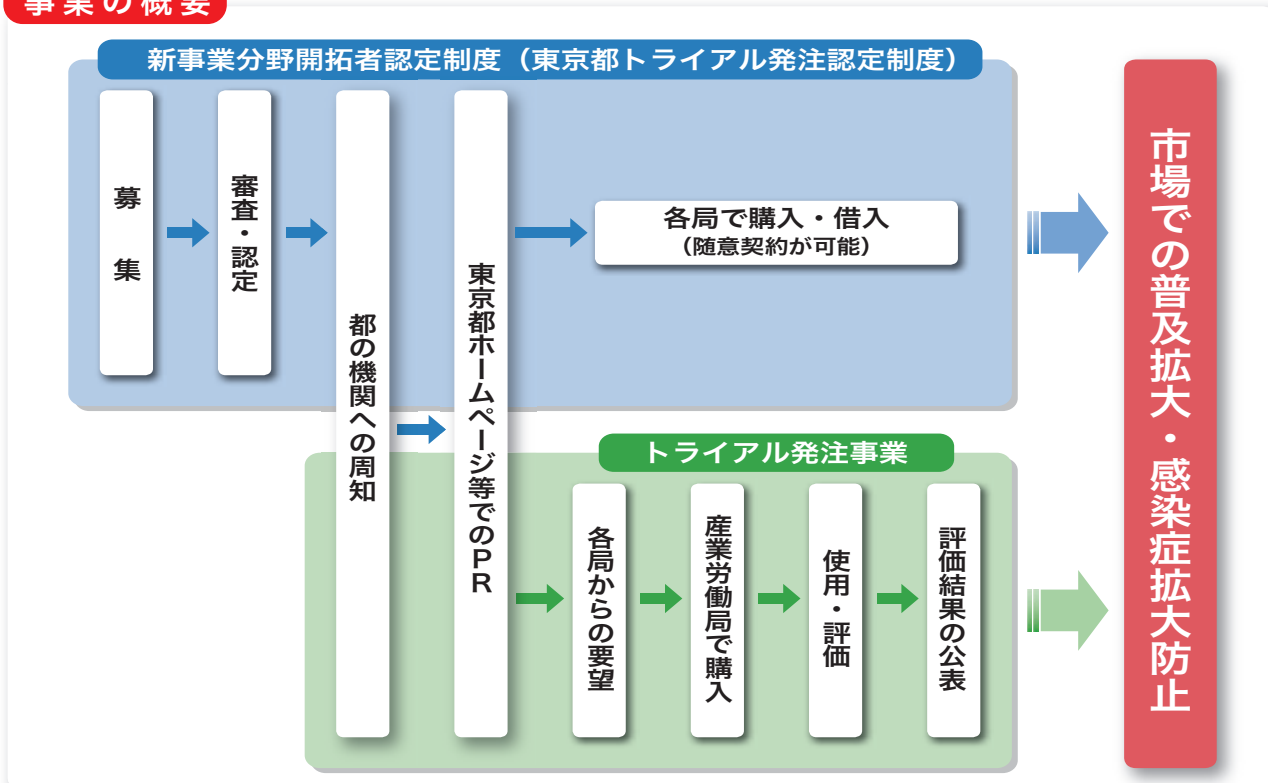 事業の概要
新事業分野開拓者認定制度（東京都トライアル発注認定制度）
募集
審査・認定
都の機関への周知
東京都ホームページ等でのPR
各局で購入・借入
（随意契約が可能）
トライアル発注事業
各局からの要望
産業労働局で購入
使用・評価
評価結果の公表
市場での普及拡大・感染症拡大防止